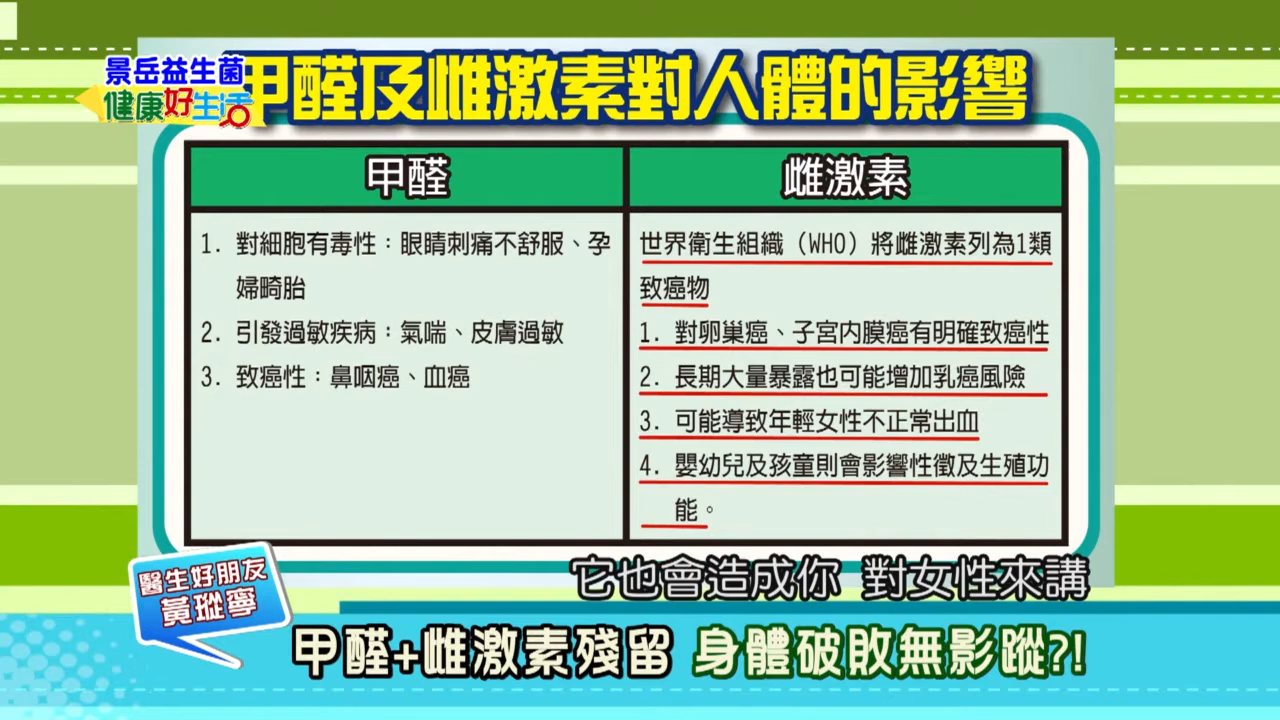 景岳益生菌
健康好生活
甲醛及雌激素對人體的影響
甲醛
雌激素
1. 對細胞有毒性：眼睛刺痛不舒服、孕
婦畸胎
2. 引發過敏疾病：氣喘、皮膚過敏
3. 致癌性：鼻咽癌、血癌
世界衛生組織（WHO）將雌激素列為1類
致癌物
1. 對卵巢癌、子宮內膜癌有明確致癌性
2. 長期大量暴露也可能增加乳癌風險
3. 可能導致年輕女性不正常出血
4. 嬰幼兒及孩童則會影響性徵及生殖功
能。
它也會造成你 對女性來講
醫生好朋友
黃瑽寧
甲醛+雌激素殘留 身體破敗無影蹤?!